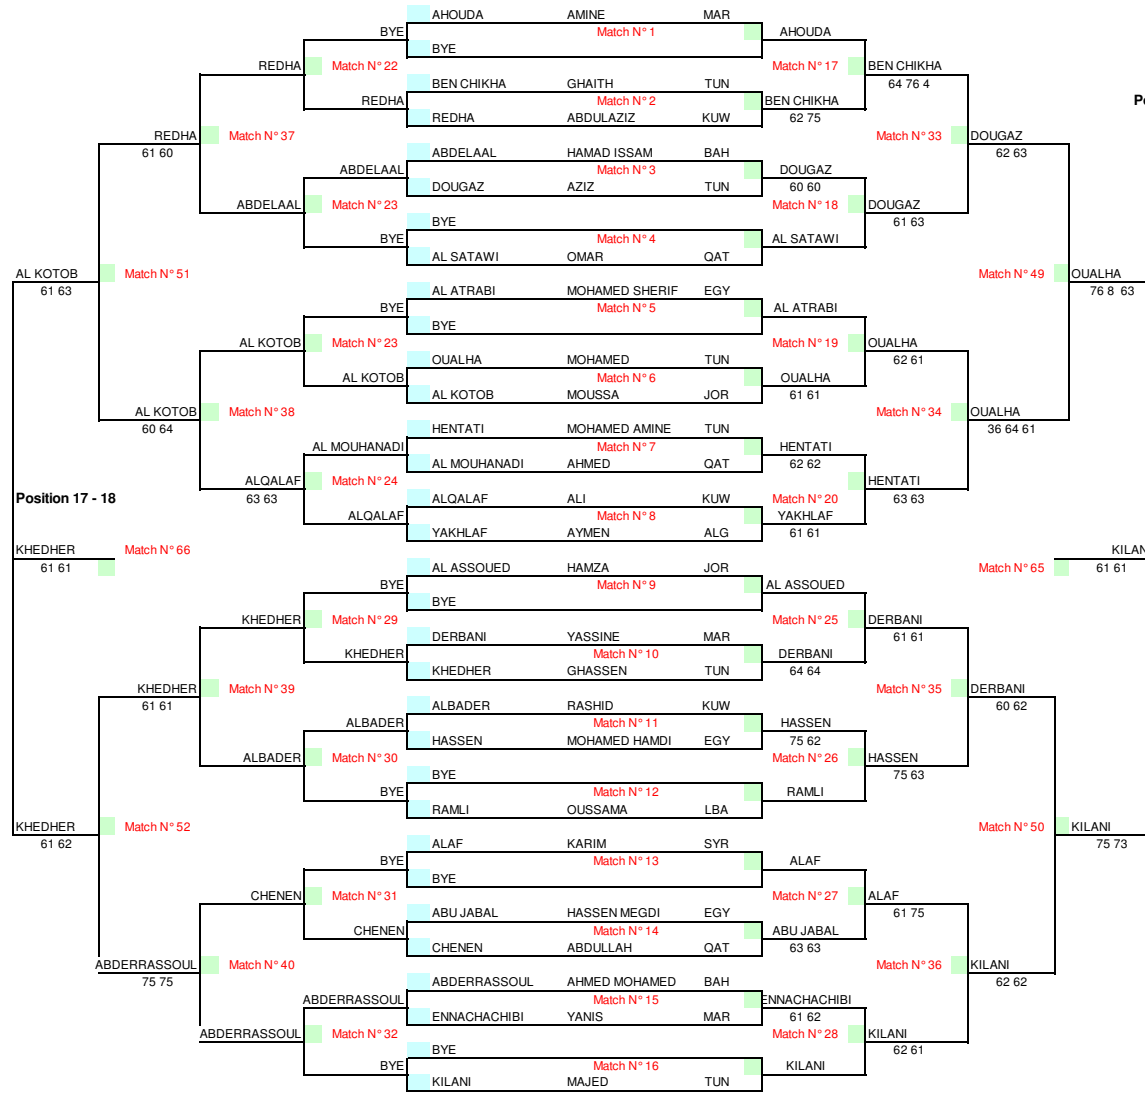 AHOUDA AMINE MAR
BYE Match N° 1 AHOUDA
BYE
REDHA Match N° 22 Match N° 17 BEN CHIKHA
BEN CHIKHA GHAITH TUN 64 76 4
REDHA Match N° 2 BEN CHIKHA
REDHA ABDULAZIZ KUW 62 75
REDHA Match N° 37 Match N° 33 DOUGAZ
61 60 ABDELAAL HAMAD ISSAM BAH 62 63
ABDELAAL Match N° 3 DOUGAZ
DOUGAZ AZIZ TUN 60 60
ABDELAAL Match N° 23 Match N° 18 DOUGAZ
BYE 61 63
BYE Match N° 4 AL SATAWI
AL SATAWI OMAR QAT
AL KOTOB Match N° 51 Match N° 49 OUALHA
61 63 AL ATRABI MOHAMED SHERIF EGY 76 8 63
BYE Match N° 5 AL ATRABI
BYE
AL KOTOB Match N° 23 Match N° 19 OUALHA
OUALHA MOHAMED TUN 62 61
AL KOTOB Match N° 6 OUALHA
AL KOTOB MOUSSA JOR 61 61
AL KOTOB Match N° 38 Match N° 34 OUALHA
60 64 HENTATI MOHAMED AMINE TUN 36 64 61
AL MOUHANADI Match N° 7 HENTATI
AL MOUHANADI AHMED QAT 62 62
ALQALAF Match N° 24 HENTATI
Position 17 - 18 63 63 ALQALAF ALI KUW Match N° 20 63 63
ALQALAF Match N° 8 YAKHLAF
YAKHLAF AYMEN ALG 61 61
KHEDHER Match N° 66
61 61 AL ASSOUED HAMZA JOR Match N° 65 61 61
BYE Match N° 9 AL ASSOUED
BYE
KHEDHER Match N° 29 Match N° 25 DERBANI
DERBANI YASSINE MAR 61 61
KHEDHER Match N° 10 DERBANI
KHEDHER GHASSEN TUN 64 64
KHEDHER Match N° 39 Match N° 35 DERBANI
61 61 ALBADER RASHID KUW 60 62
ALBADER Match N° 11 HASSEN
HASSEN MOHAMED HAMDI EGY 75 62
ALBADER Match N° 30 Match N° 26 HASSEN
BYE 75 63
BYE Match N° 12 RAMLI
RAMLI OUSSAMA LBA
KHEDHER Match N° 52 Match N° 50 KILANI
61 62 ALAF KARIM SYR 75 73
BYE Match N° 13 ALAF
BYE
CHENEN Match N° 31 Match N° 27 ALAF
ABU JABAL HASSEN MEGDI EGY 61 75
CHENEN Match N° 14 ABU JABAL
CHENEN ABDULLAH QAT 63 63
ABDERRASSOUL Match N° 40 Match N° 36 KILANI
75 75 ABDERRASSOUL AHMED MOHAMED BAH 62 62
ABDERRASSOUL Match N° 15 ENNACHACHIBI
ENNACHACHIBI YANIS MAR 61 62
ABDERRASSOUL Match N° 32 Match N° 28 KILANI
BYE 62 61
BYE Match N° 16 KILANI
KILANI MAJED TUN